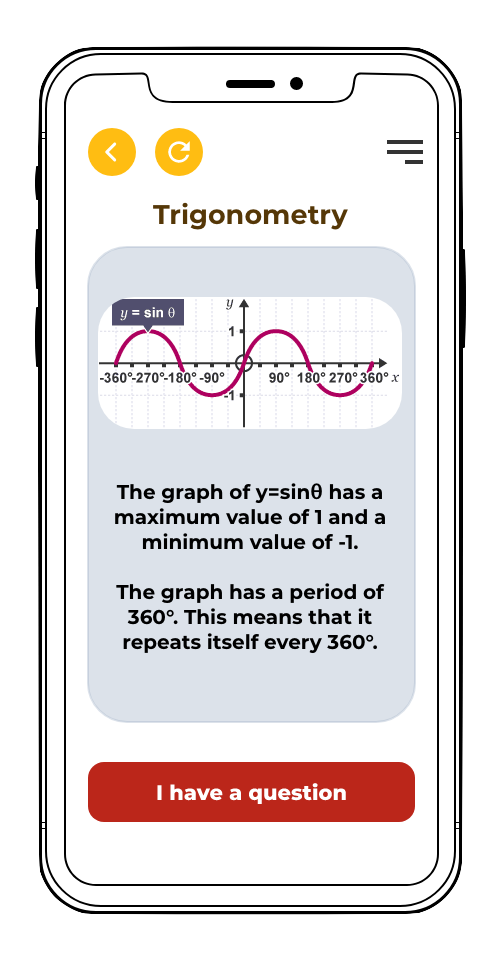 Trigonometry
y = sin θ
y
1
-360° -270° -180° -90° 90° 180° 270° 360° x
-1
The graph of y=sinθ has a
maximum value of 1 and a
minimum value of -1.
The graph has a period of
360°. This means that it
repeats itself every 360°.
I have a question